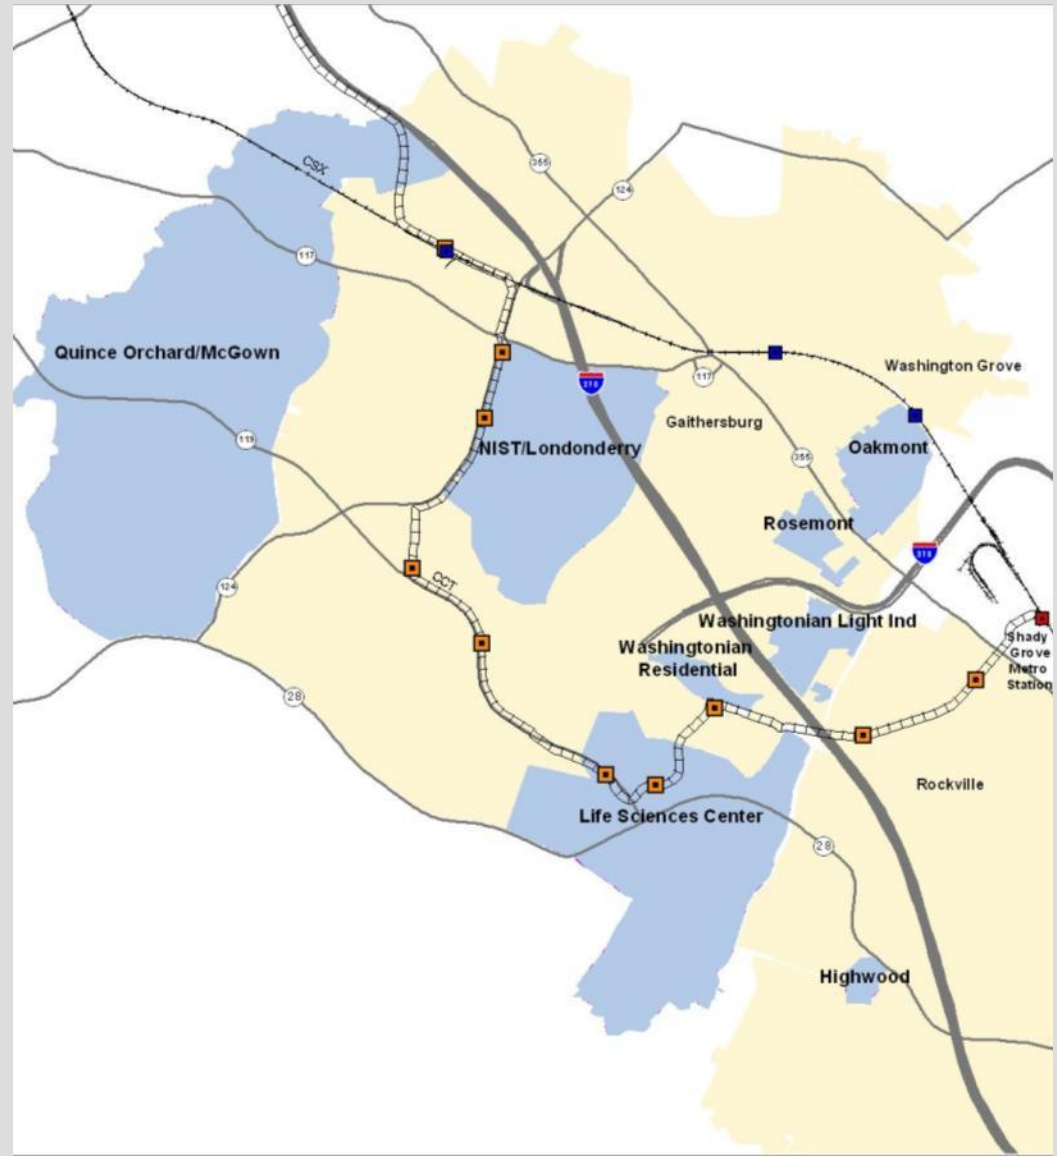 355
124
CSX
117
Quince Orchard/McGown
270
117
Washington Grove
Gaithersburg
119
NIST/Londonderry
355
Oakmont
Rosemont
370
124
CCT
Washingtonian Light Ind
Washingtonian
Residential
Shady
Grove
Metro
Station
28
Rockville
Life Sciences Center
28
Highwood